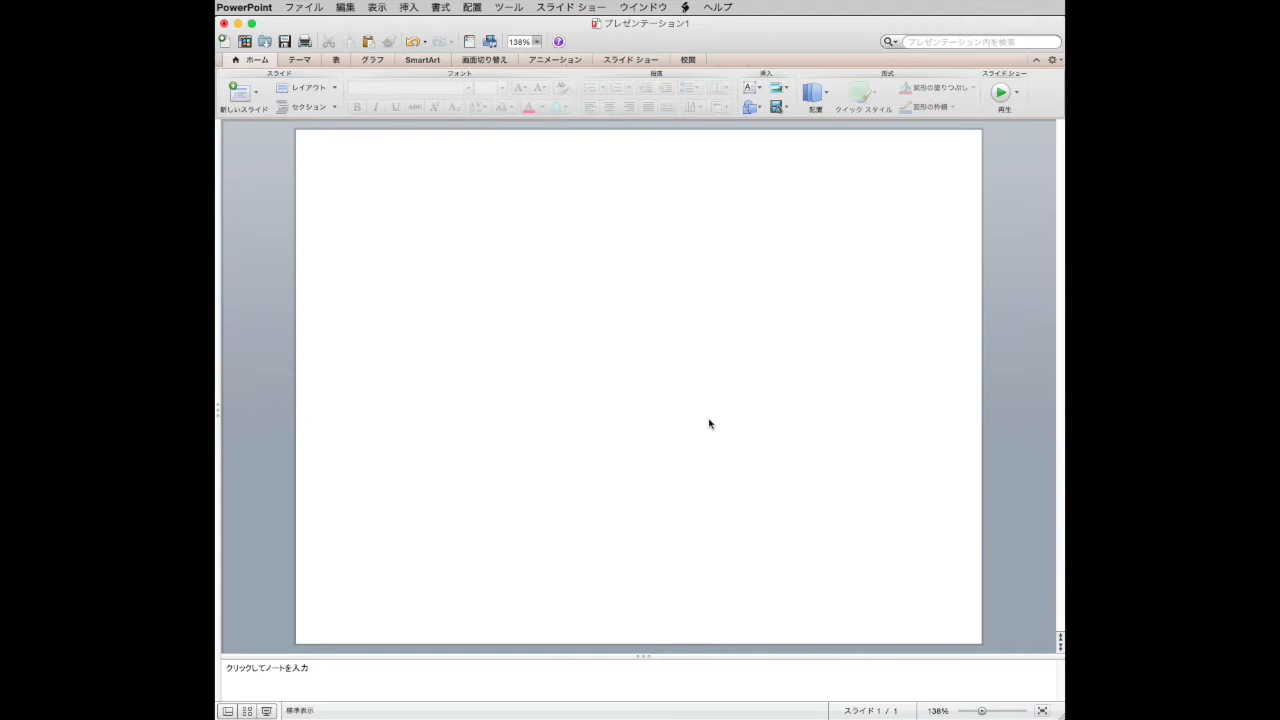 PowerPoint ファイル 編集 表示 挿入 書式 配置 ツール スライド ショー ウインドウ ヘルプ
プレゼンテーション1
138% プレゼンテーション内を検索
ホーム テーマ 表 グラフ SmartArt 画面切り替え アニメーション スライド ショー 校閲
スライド フォント 段落 挿入 形式 スライド ショー
レイアウト 図形の塗りつぶし
新しいスライド セクション B I U ABC 配置 クイック スタイル 図形の枠線 再生
クリックしてノートを入力
標準表示 スライド 1 / 1 138%